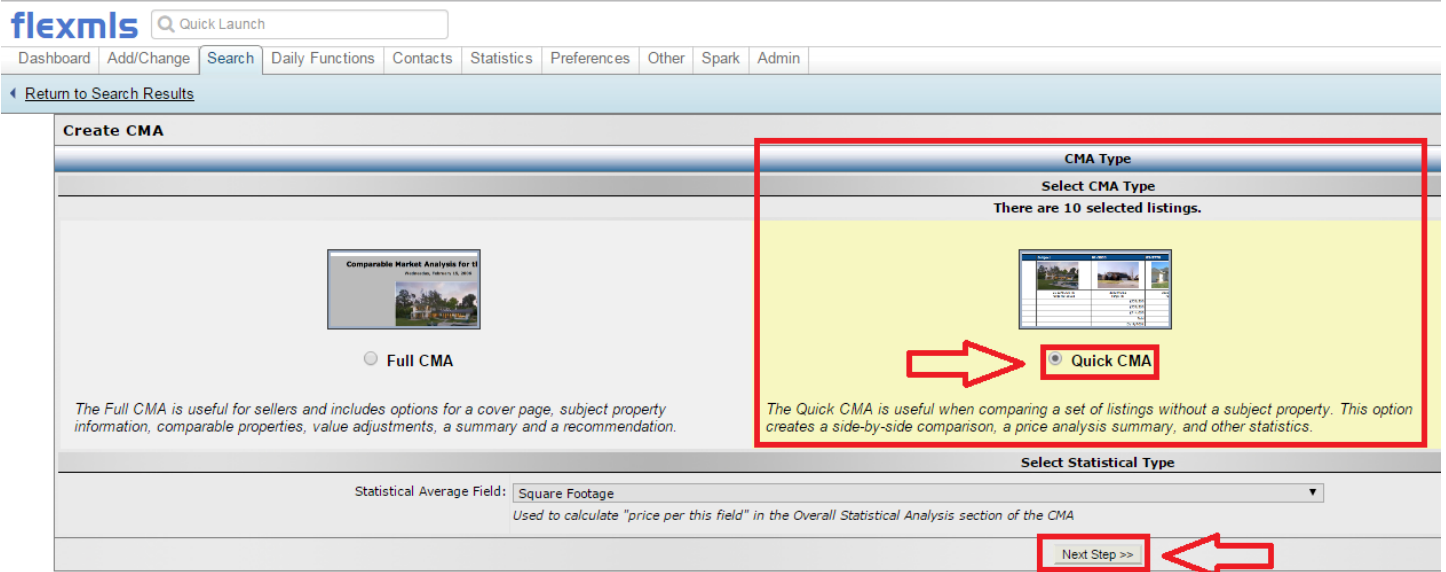 flexmls Quick Launch
Dashboard Add/Change Search Daily Functions Contacts Statistics Preferences Other Spark Admin
Return to Search Results
Create CMA
CMA Type
Select CMA Type
There are 10 selected listings.
Comparable Market Analysis for t
Wednesday, February 15, 2006
Subject
Full CMA
Quick CMA
The Full CMA is useful for sellers and includes options for a cover page, subject property
information, comparable properties, value adjustments, a summary and a recommendation.
The Quick CMA is useful when comparing a set of listings without a subject property. This option
creates a side-by-side comparison, a price analysis summary, and other statistics.
Select Statistical Type
Statistical Average Field: Square Footage
Used to calculate "price per this field" in the Overall Statistical Analysis section of the CMA
Next Step >>